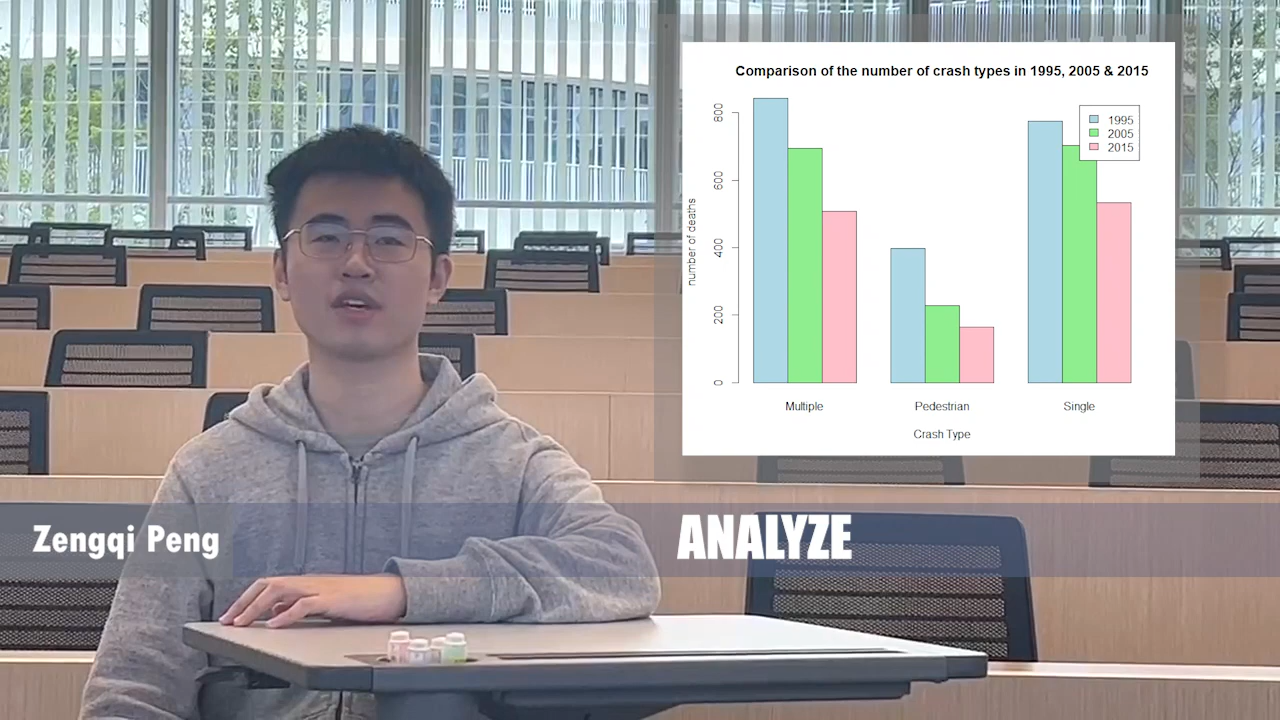 Comparison of the number of crash types in 1995, 2005 & 2015
1995
2005
2015
800
600
400
200
0
number of deaths
Multiple
Pedestrian
Single
Crash Type
Zengqi Peng
ANALYZE